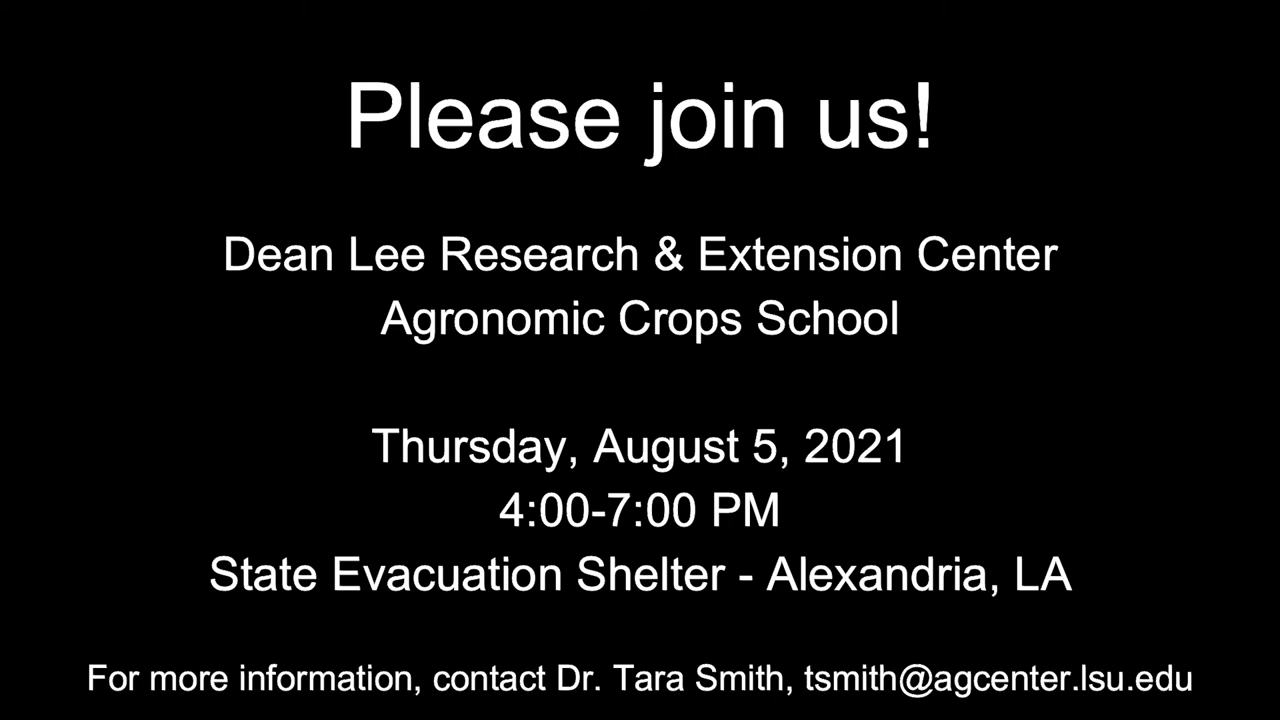 Please join us!
Dean Lee Research & Extension Center
Agronomic Crops School
Thursday, August 5, 2021
4:00-7:00 PM
State Evacuation Shelter - Alexandria, LA
For more information, contact Dr. Tara Smith, tsmith@agcenter.lsu.edu